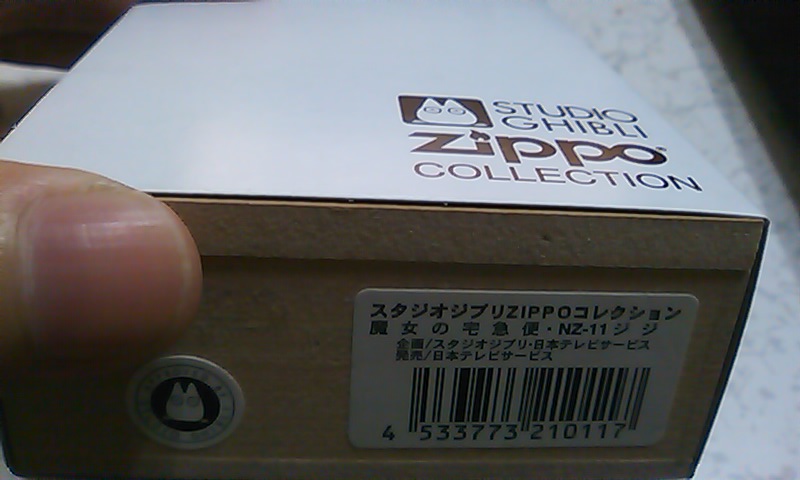 STUDIO
GHIBLI
Zippo
COLLECTION
スタジオジブリZIPPOコレクション
魔女の宅急便・NZ-11ジジ
企画/スタジオジブリ・日本テレビサービス
発売/日本テレビサービス
4 533773 210117